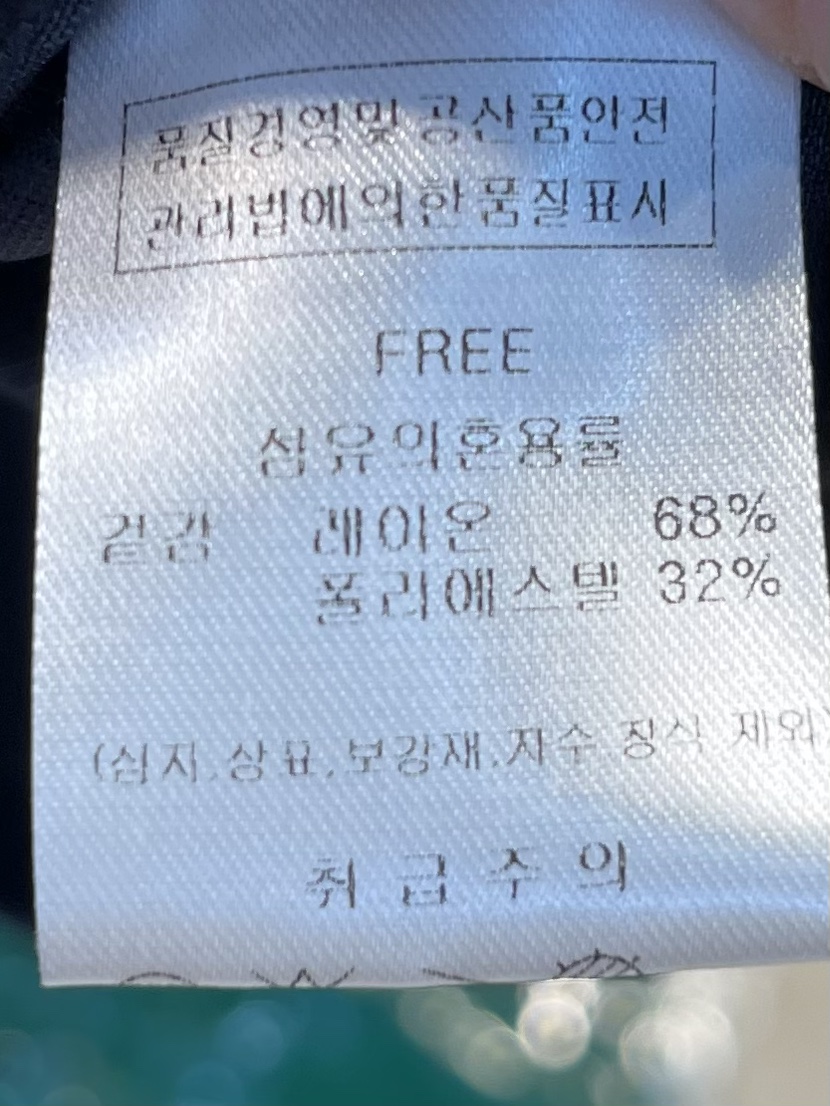 품질경영및공산품안전
관리법에의한품질표시
FREE
섬유의혼용률
겉감 레이온 68%
폴리에스텔 32%
(심지,상표,보강재,자수 장식 제외)
취급주의